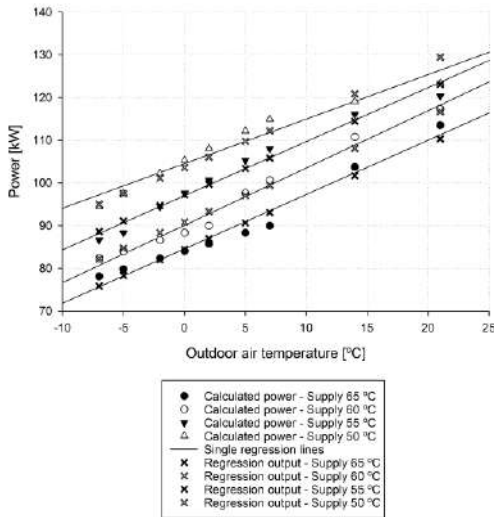 140
130
120
110
100
90
80
70
Power [kW]
-10 -5 0 5 10 15 20 25
Outdoor air temperature [ºC]
Calculated power - Supply 65 ºC
Calculated power - Supply 60 ºC
Calculated power - Supply 55 ºC
Calculated power - Supply 50 ºC
Single regression lines
Regression output - Supply 65 ºC
Regression output - Supply 60 ºC
Regression output - Supply 55 ºC
Regression output - Supply 50 ºC